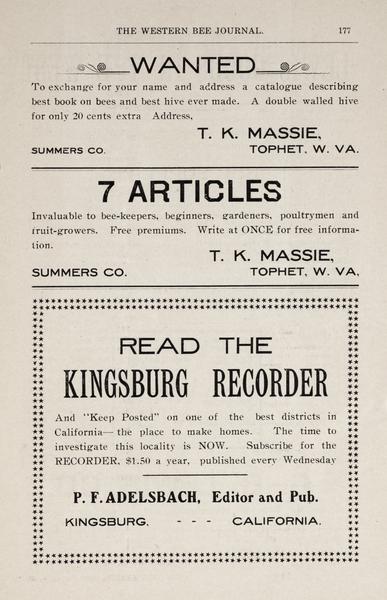 THE WESTERN BEE JOURNAL. 177
WANTED
To exchange for your name and address a catalogue describing
best book on bees and best hive ever made. A double walled hive
for only 20 cents extra Address,
T. K. MASSIE,
SUMMERS CO. TOPHET, W. VA.
7 ARTICLES
Invaluable to bee-keepers, beginners, gardeners, poultrymen and
fruit-growers. Free premiums. Write at ONCE for free informa-
tion.
T. K. MASSIE,
SUMMERS CO. TOPHET, W. VA,
READ THE
KINGSBURG RECORDER
And "Keep Posted" on one of the best districts in
California—the place to make homes. The time to
investigate this locality is NOW. Subscribe for the
RECORDER, $1.50 a year, published every Wednesday
P. F. ADELSBACH, Editor and Pub.
KINGSBURG. - - - CALIFORNIA.